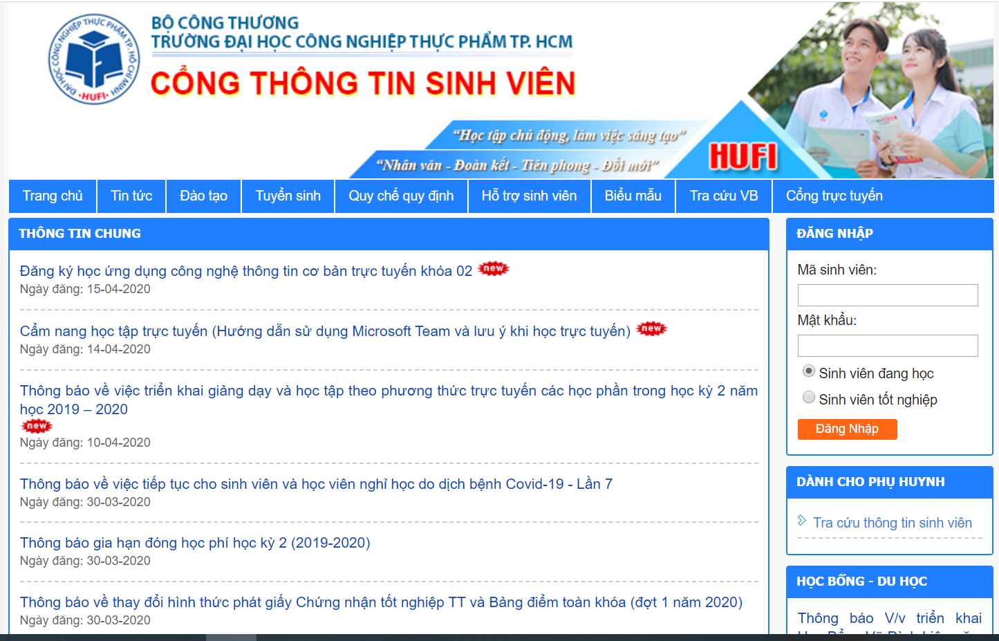 ĐẠI HỌC CÔNG NGHIỆP THỰC PHẨM TP. HỒ CHÍ MINH
HUFI
BỘ CÔNG THƯƠNG
TRƯỜNG ĐẠI HỌC CÔNG NGHIỆP THỰC PHẨM TP. HCM
CỔNG THÔNG TIN SINH VIÊN
“Học tập chủ động, làm việc sáng tạo”
“Nhân văn - Đoàn kết - Tiên phong - Đổi mới”
HUFI
Trang chủ Tin tức Đào tạo Tuyển sinh Quy chế quy định Hỗ trợ sinh viên Biểu mẫu Tra cứu VB Cổng trực tuyến
THÔNG TIN CHUNG
Đăng ký học ứng dụng công nghệ thông tin cơ bản trực tuyến khóa 02 new
Ngày đăng: 15-04-2020
Cẩm nang học tập trực tuyến (Hướng dẫn sử dụng Microsoft Team và lưu ý khi học trực tuyến) new
Ngày đăng: 14-04-2020
Thông báo về việc triển khai giảng dạy và học tập theo phương thức trực tuyến các học phần trong học kỳ 2 năm
học 2019 – 2020
new
Ngày đăng: 10-04-2020
Thông báo về việc tiếp tục cho sinh viên và học viên nghỉ học do dịch bệnh Covid-19 - Lần 7
Ngày đăng: 30-03-2020
Thông báo gia hạn đóng học phí học kỳ 2 (2019-2020)
Ngày đăng: 30-03-2020
Thông báo về thay đổi hình thức phát giấy Chứng nhận tốt nghiệp TT và Bảng điểm toàn khóa (đợt 1 năm 2020)
Ngày đăng: 30-03-2020
ĐĂNG NHẬP
Mã sinh viên:
Mật khẩu:
Sinh viên đang học
Sinh viên tốt nghiệp
Đăng Nhập
DÀNH CHO PHỤ HUYNH
Tra cứu thông tin sinh viên
HỌC BỔNG - DU HỌC
Thông báo V/v triển khai